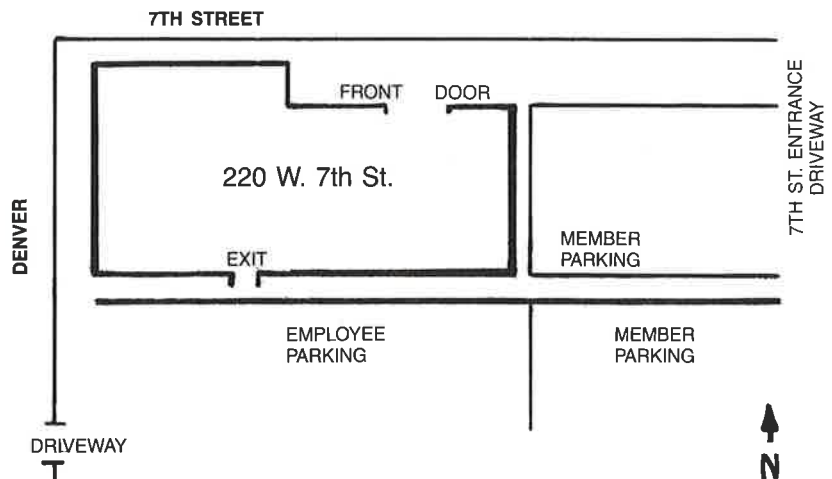 7TH STREET
FRONT DOOR
7TH ST. ENTRANCE
DRIVEWAY
220 W. 7th St.
DENVER
MEMBER
PARKING
EXIT
EMPLOYEE
PARKING
MEMBER
PARKING
DRIVEWAY
N